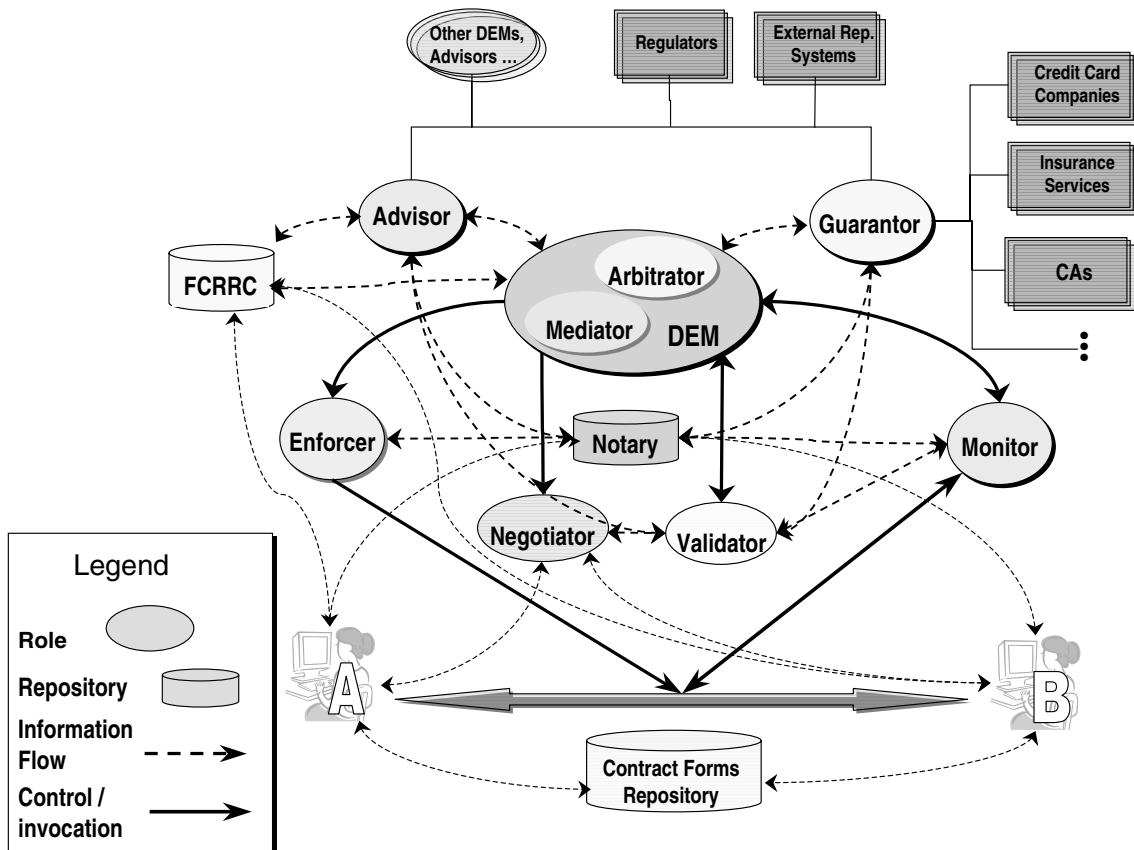 Other DEMs,
Advisors ...
Regulators
External Rep.
Systems
Credit Card
Companies
Insurance
Services
CAs
Advisor
Guarantor
FCRRC
Arbitrator
Mediator
DEM
Enforcer
Notary
Monitor
Negotiator
Validator
Legend
Role
Repository
Information
Flow
Control /
invocation
A
B
Contract Forms
Repository